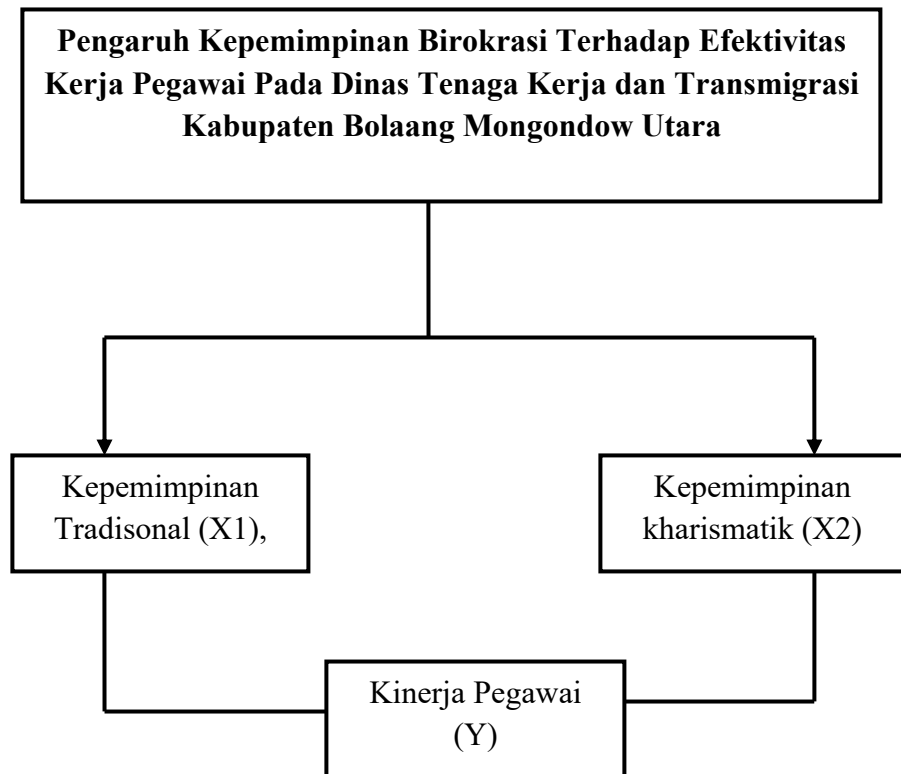 Pengaruh Kepemimpinan Birokrasi Terhadap Efektivitas
Kerja Pegawai Pada Dinas Tenaga Kerja dan Transmigrasi
Kabupaten Bolaang Mongondow Utara
Kepemimpinan
Tradisonal (X1),
Kepemimpinan
kharismatik (X2)
Kinerja Pegawai
(Y)